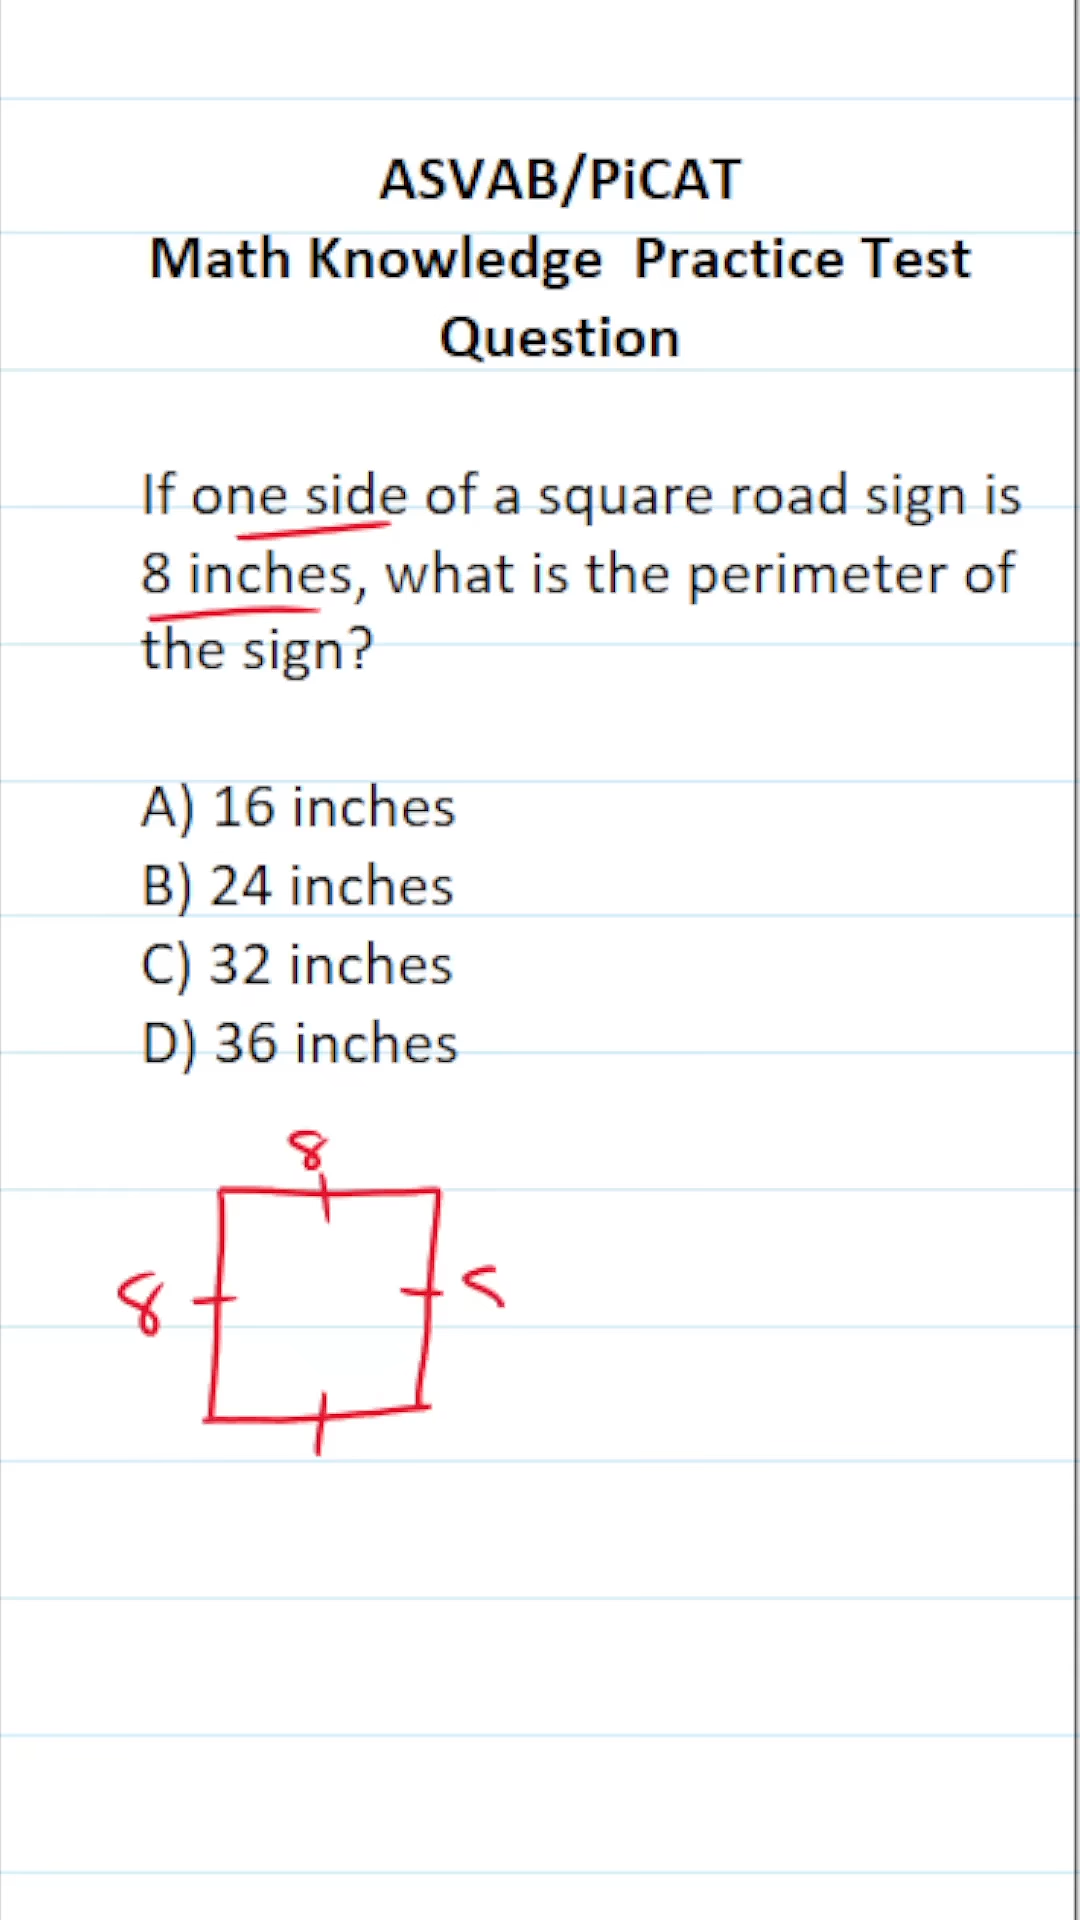 ASVAB/PiCAT
Math Knowledge Practice Test
Question
If one side of a square road sign is
8 inches, what is the perimeter of
the sign?
A) 16 inches
B) 24 inches
C) 32 inches
D) 36 inches
8
8